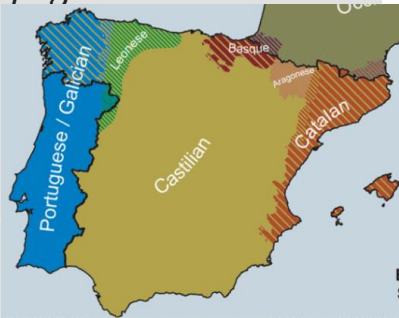 Leonese
Basque
Aragonese
Catalan
Portuguese / Galician
Castilian